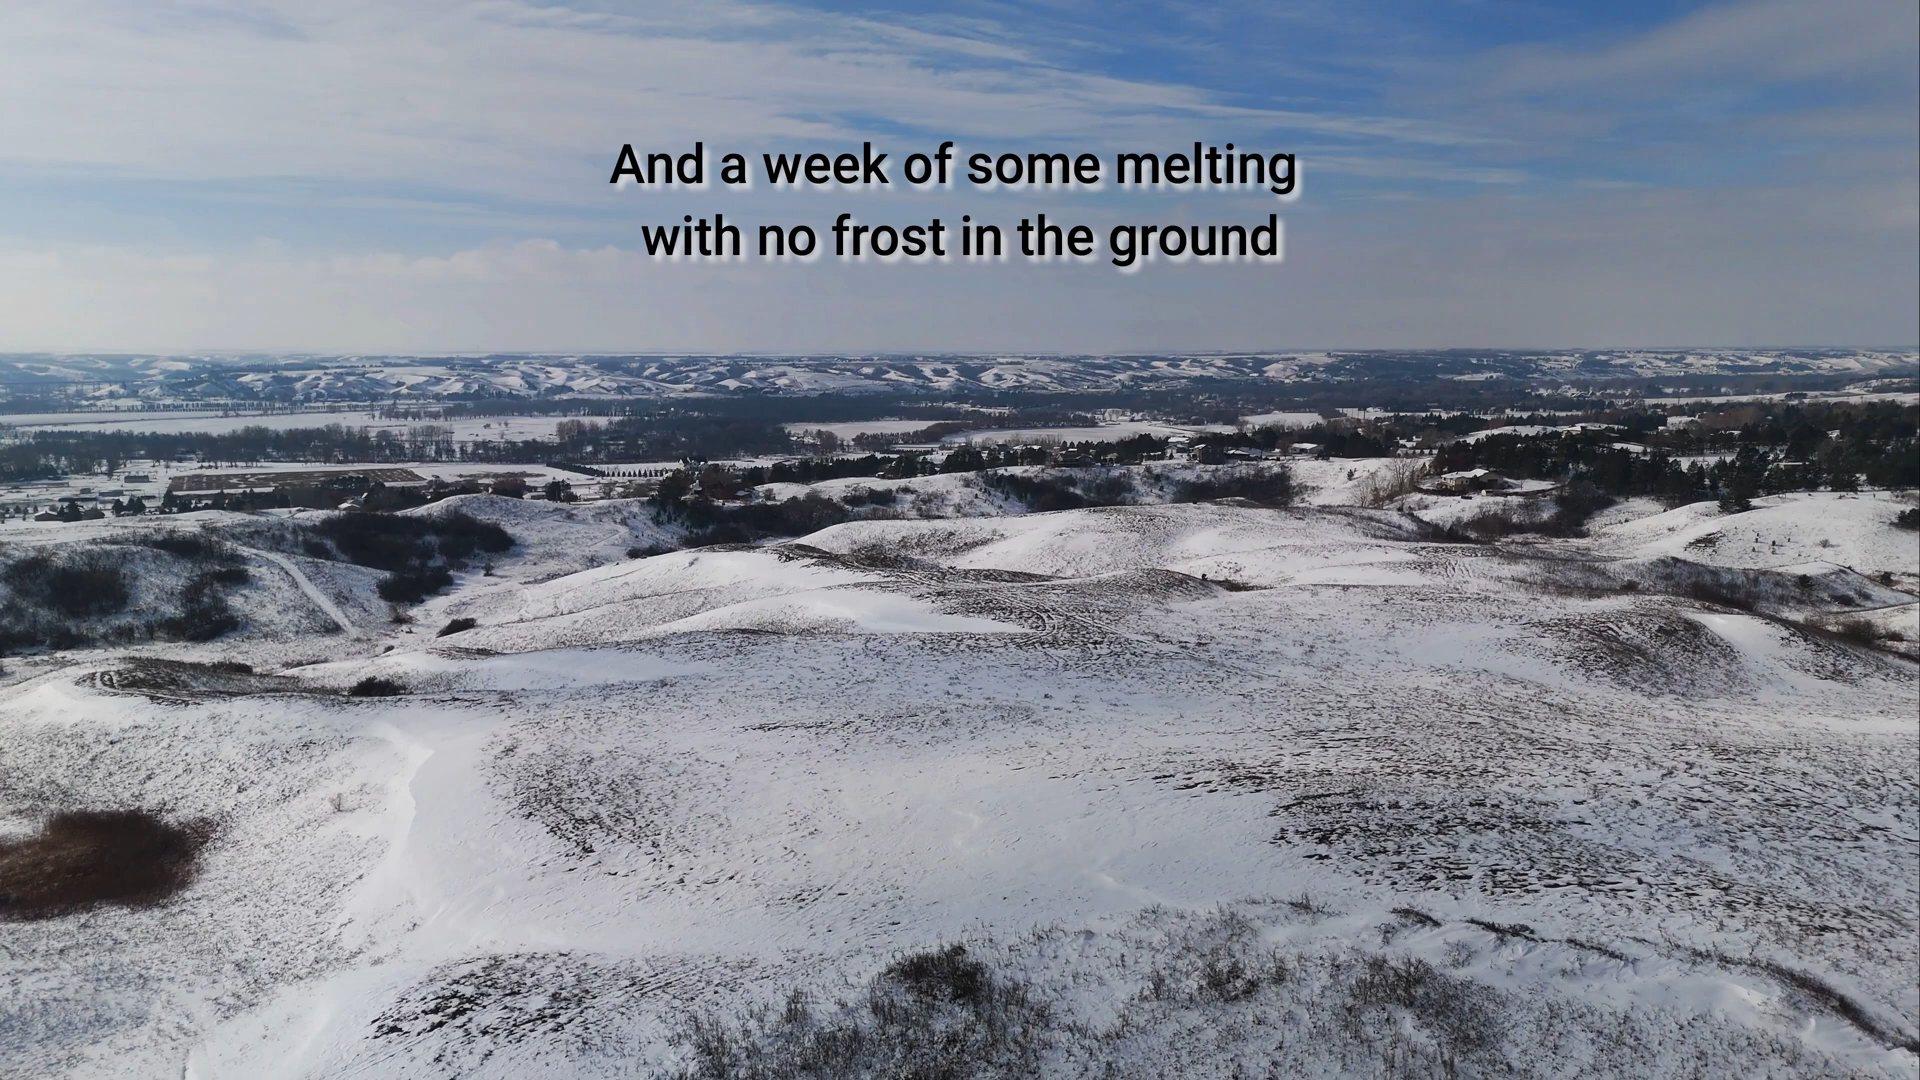 And a week of some melting
with no frost in the ground